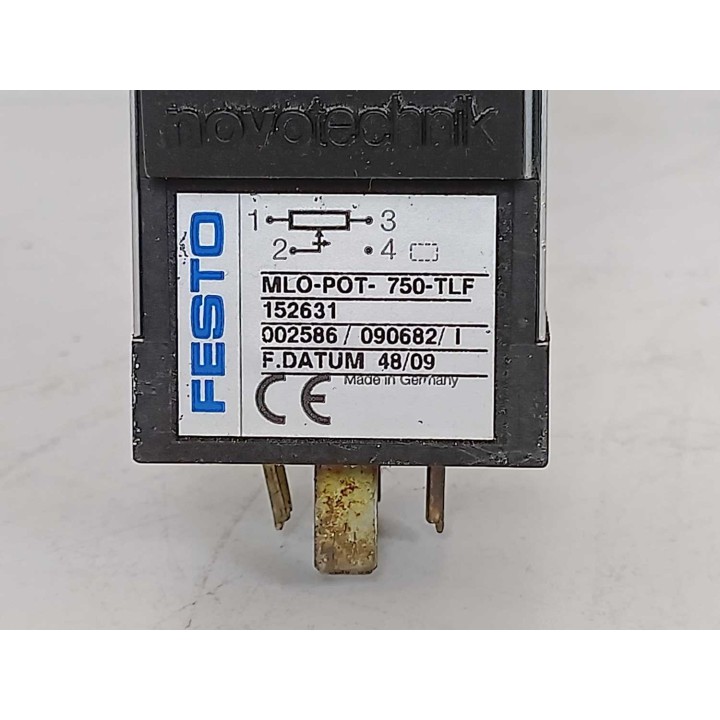 novotechnik
FESTO
1 3
2 4
MLO-POT- 750-TLF
152631
002586 / 090682 / I
F.DATUM 48/09
Made in Germany
CE